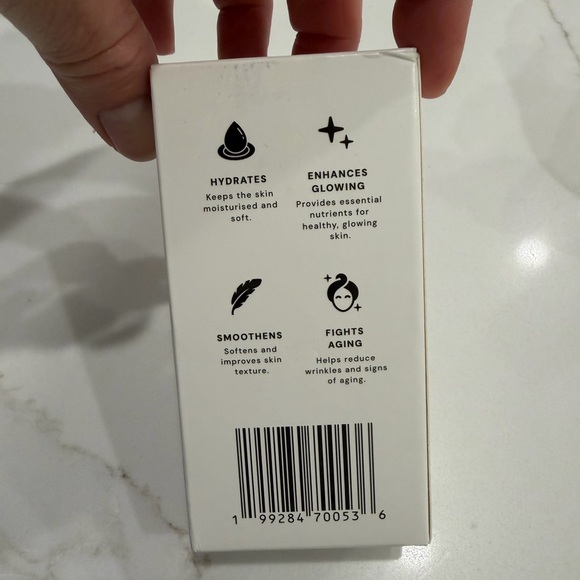 HYDRATES
Keeps the skin
moisturised and
soft.
ENHANCES
GLOWING
Provides essential
nutrients for
healthy, glowing
skin.
SMOOTHENS
Softens and
improves skin
texture.
FIGHTS
AGING
Helps reduce
wrinkles and signs
of aging.
1 99284 70053 6